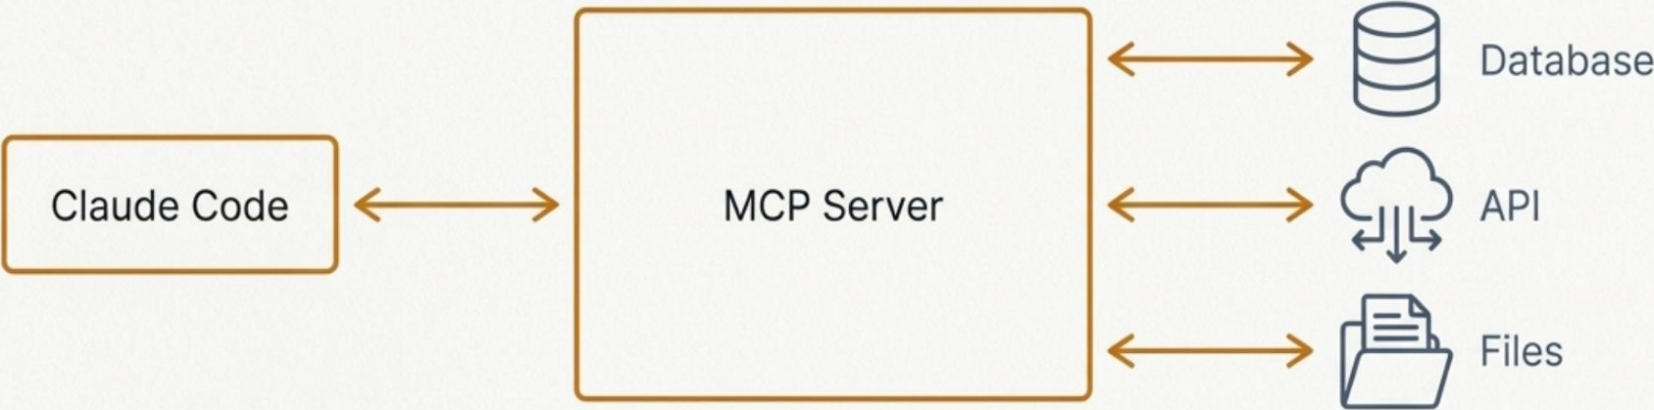 Claude Code
MCP Server
Database
API
Files